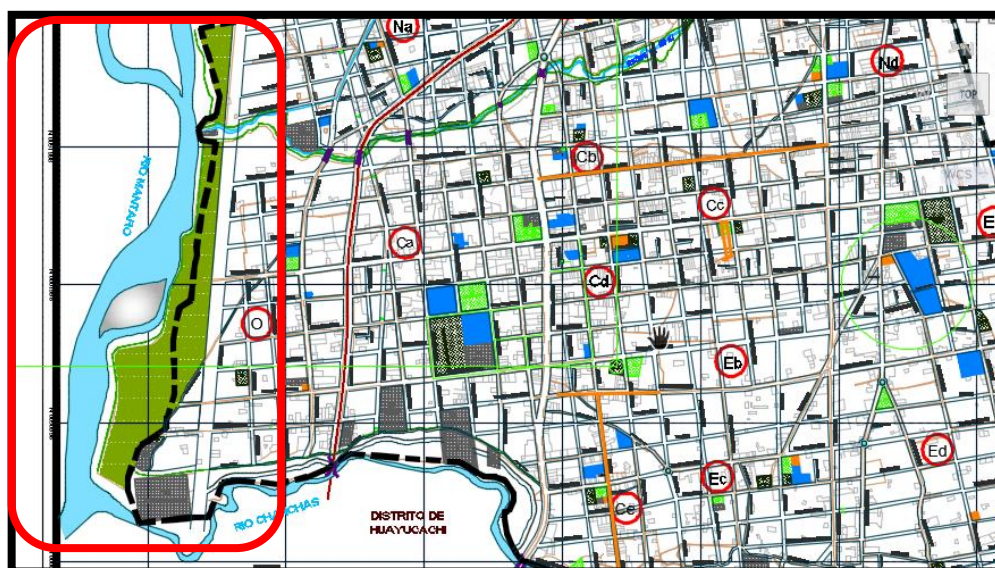 Na
Nd
TOP
Cb
WCS
RIO MANTARO
Cc
E
Ca
Cd
O
Eb
Ed
Ec
Ce
RIO CHANCHAS
DISTRITO DE
HUAYUCACHI